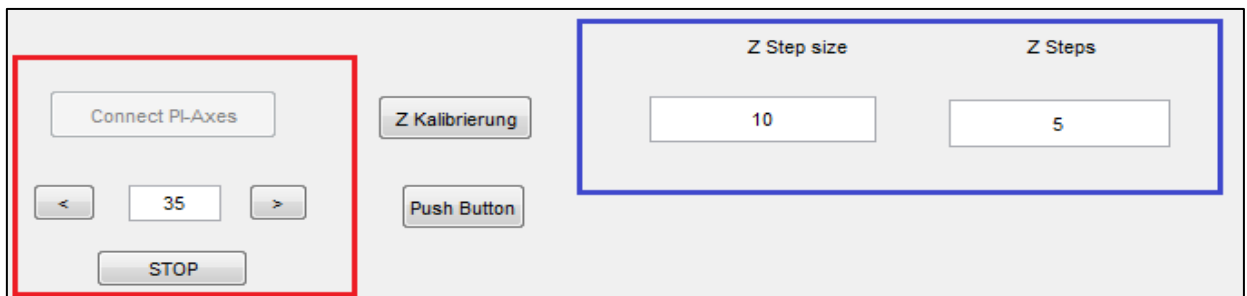 Z Step size
Z Steps
Connect PI-Axes
Z Kalibrierung
10
5
<
35
>
Push Button
STOP